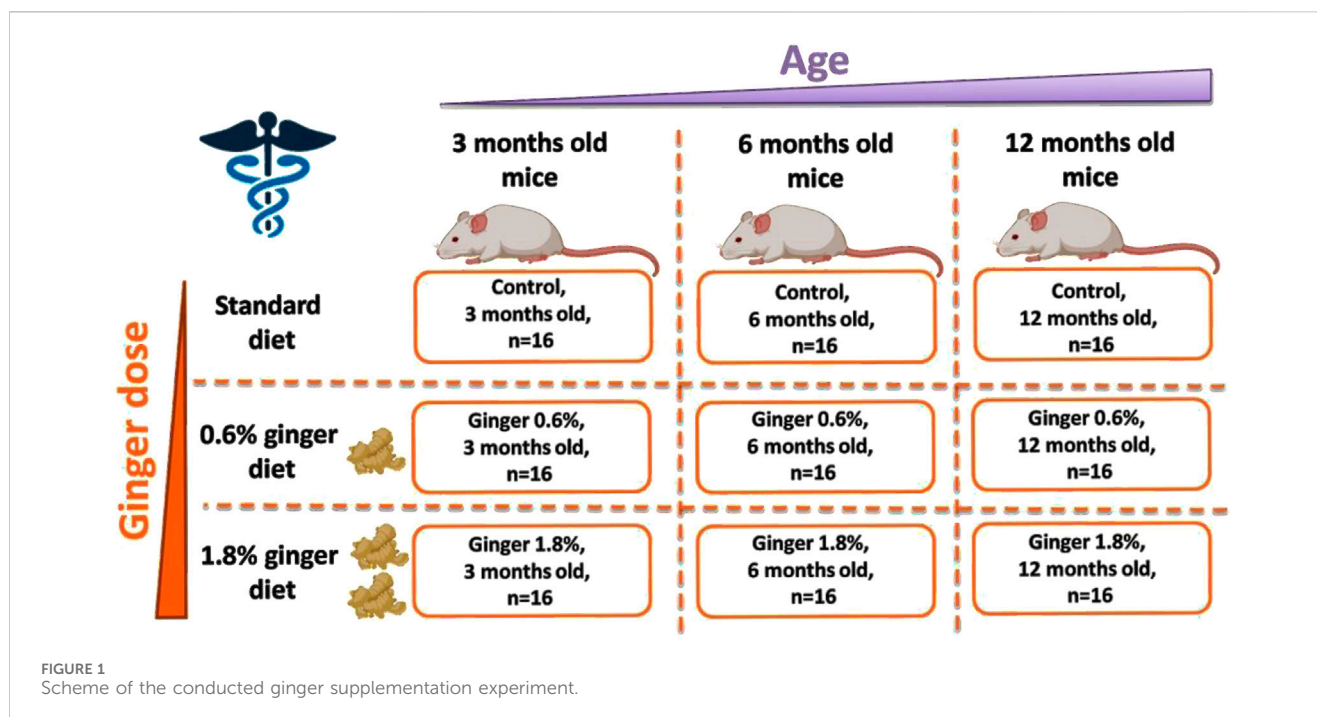 Age
3 months old
mice
6 months old
mice
12 months old
mice
Ginger dose
Standard
diet
Control,
3 months old,
n=16
Control,
6 months old,
n=16
Control,
12 months old,
n=16
0.6% ginger
diet
Ginger 0.6%,
3 months old,
n=16
Ginger 0.6%,
6 months old,
n=16
Ginger 0.6%,
12 months old,
n=16
1.8% ginger
diet
Ginger 1.8%,
3 months old,
n=16
Ginger 1.8%,
6 months old,
n=16
Ginger 1.8%,
12 months old,
n=16
FIGURE 1
Scheme of the conducted ginger supplementation experiment.